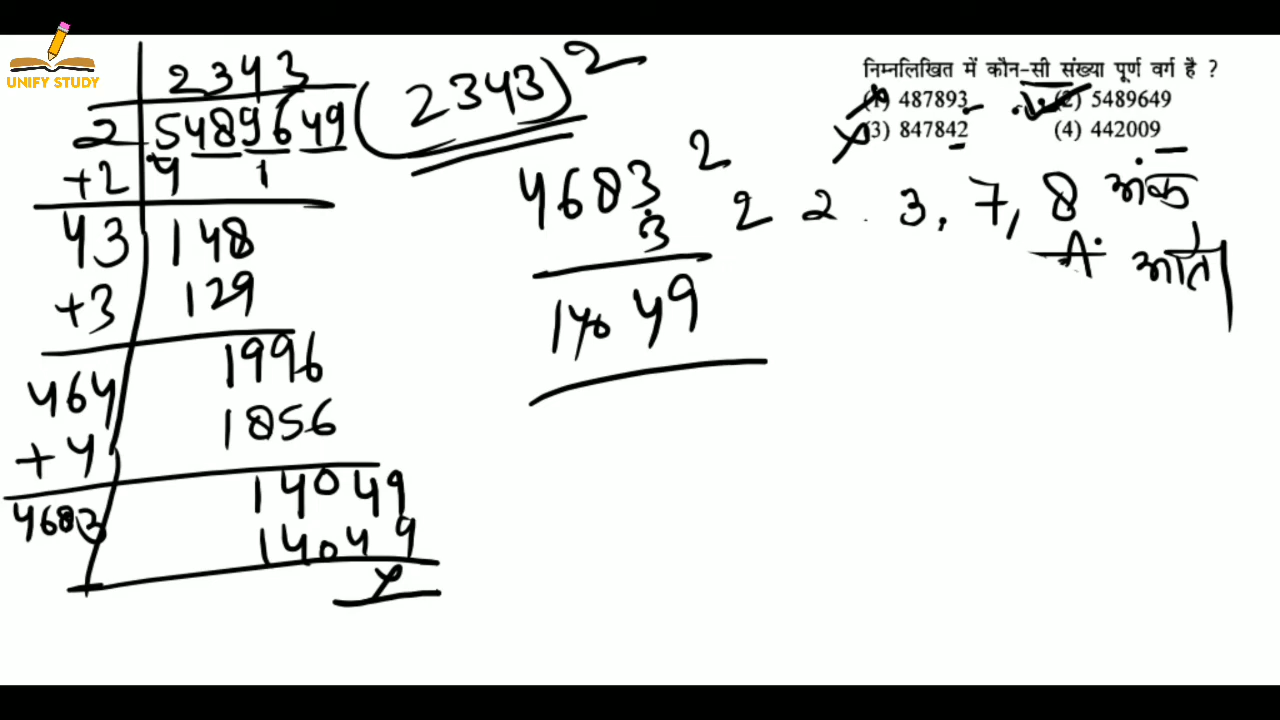 UNIFY STUDY
निम्नलिखित में कौन-सी संख्या पूर्ण वर्ग है ?
(1) 487893 (2) 5489649
(3) 847842 (4) 442009
2343
2 5489649
+2 4 1
43 148
+3 129
464 1996
+4 1856
4683 14049
14049
(2343)2
4683
3
14049
2
2 2 . 3, 7, 8 अंक
आता